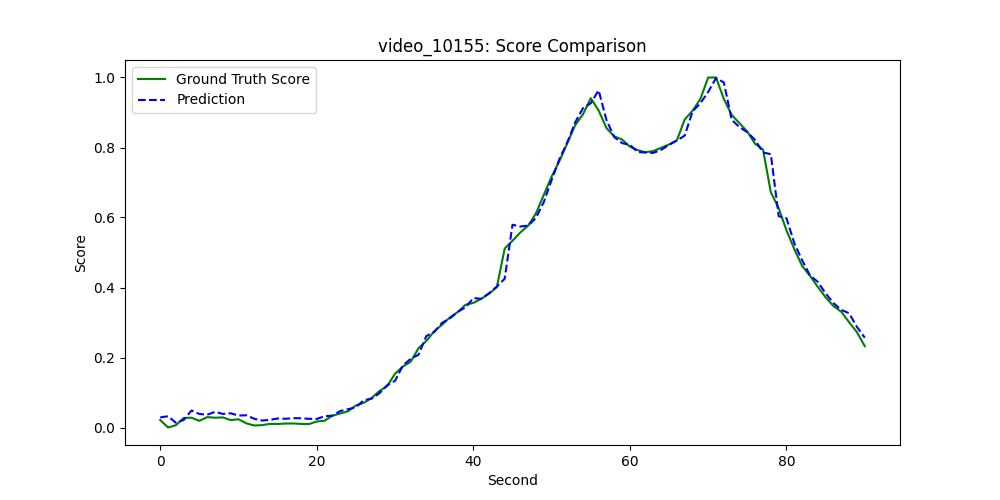 video_10155: Score Comparison
Ground Truth Score
Prediction
1.0
0.8
0.6
0.4
0.2
0.0
Score
0 20 40 60 80
Second